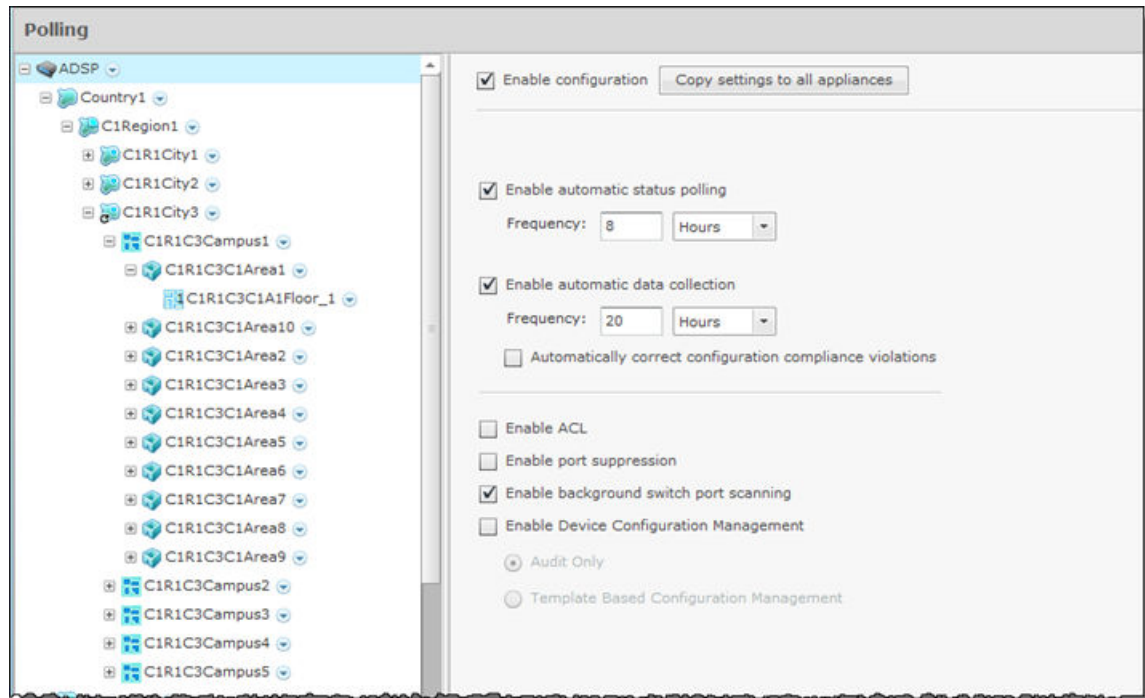 Polling
ADSP
Country1
C1Region1
C1R1City1
C1R1City2
C1R1City3
C1R1C3Campus1
C1R1C3C1Area1
1 C1R1C3C1A1Floor_1
C1R1C3C1Area10
C1R1C3C1Area2
C1R1C3C1Area3
C1R1C3C1Area4
C1R1C3C1Area5
C1R1C3C1Area6
C1R1C3C1Area7
C1R1C3C1Area8
C1R1C3C1Area9
C1R1C3Campus2
C1R1C3Campus3
C1R1C3Campus4
C1R1C3Campus5
Enable configuration Copy settings to all appliances
Enable automatic status polling
Frequency: 8 Hours
Enable automatic data collection
Frequency: 20 Hours
Automatically correct configuration compliance violations
Enable ACL
Enable port suppression
Enable background switch port scanning
Enable Device Configuration Management
Audit Only
Template Based Configuration Management